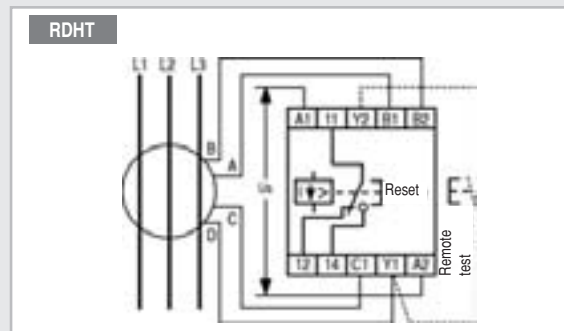 RDHT
L1 L2 L3
B
A
A1 11 Y2 B1 B2
Us
Reset
C
D
12 14 C1 Y1 A2
Remote
test